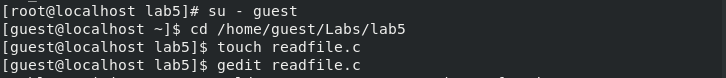 [root@localhost lab5]# su - guest
[guest@localhost ~]$ cd /home/guest/Labs/lab5
[guest@localhost lab5]$ touch readfile.c
[guest@localhost lab5]$ gedit readfile.c